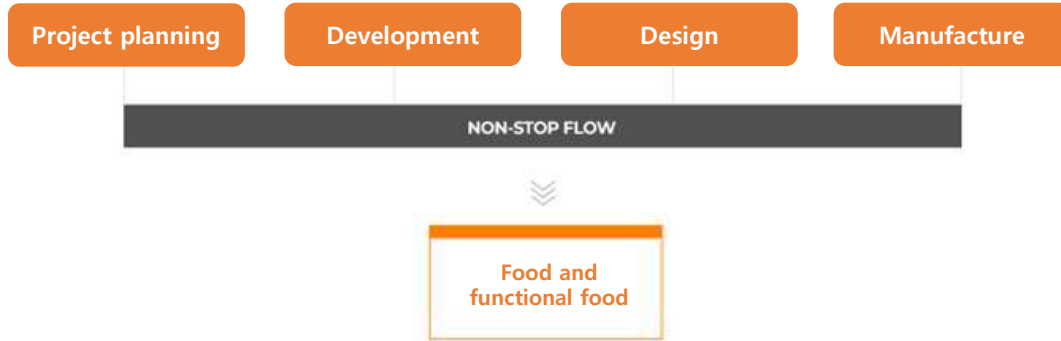 Project planning
Development
Design
Manufacture
NON-STOP FLOW
Food and
functional food